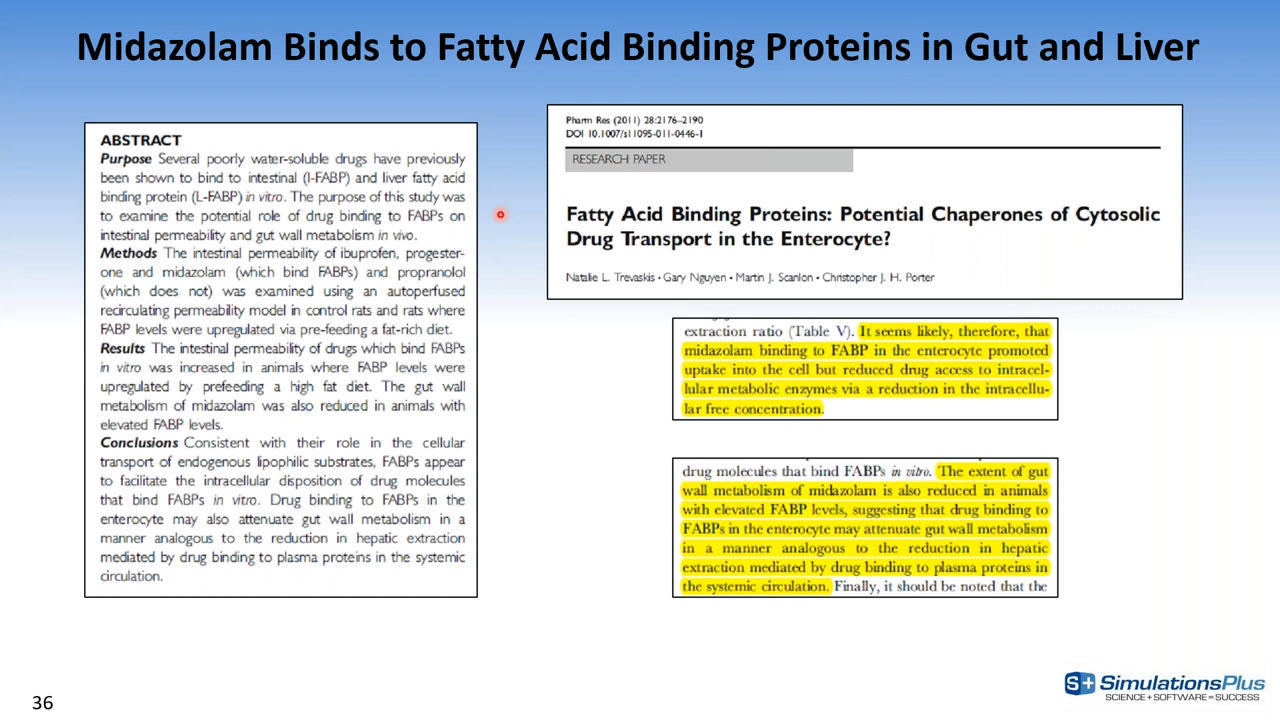 Midazolam Binds to Fatty Acid Binding Proteins in Gut and Liver
ABSTRACT
Purpose Several poorly water-soluble drugs have previously
been shown to bind to intestinal (I-FABP) and liver fatty acid
binding protein (L-FABP) in vitro. The purpose of this study was
to examine the potential role of drug binding to FABPs on
intestinal permeability and gut wall metabolism in vivo.
Methods The intestinal permeability of ibuprofen, progester-
one and midazolam (which bind FABPs) and propranolol
(which does not) was examined using an autoperfused
recirculating permeability model in control rats and rats where
FABP levels were upregulated via pre-feeding a fat-rich diet.
Results The intestinal permeability of drugs which bind FABPs
in vitro was increased in animals where FABP levels were
upregulated by prefeeding a high fat diet. The gut wall
metabolism of midazolam was also reduced in animals with
elevated FABP levels.
Conclusions Consistent with their role in the cellular
transport of endogenous lipophilic substrates, FABPs appear
to facilitate the intracellular disposition of drug molecules
that bind FABPs in vitro. Drug binding to FABPs in the
enterocyte may also attenuate gut wall metabolism in a
manner analogous to the reduction in hepatic extraction
mediated by drug binding to plasma proteins in the systemic
circulation.
Pharm Res (2011) 28:2176–2190
DOI 10.1007/s11095-011-0446-1
RESEARCH PAPER
Fatty Acid Binding Proteins: Potential Chaperones of Cytosolic
Drug Transport in the Enterocyte?
Natalie L. Trevaskis • Gary Nguyen • Martin J. Scanlon • Christopher J. H. Porter
extraction ratio (Table V). It seems likely, therefore, that
midazolam binding to FABP in the enterocyte promoted
uptake into the cell but reduced drug access to intracel-
lular metabolic enzymes via a reduction in the intracellu-
lar free concentration.
drug molecules that bind FABPs in vitro. The extent of gut
wall metabolism of midazolam is also reduced in animals
with elevated FABP levels, suggesting that drug binding to
FABPs in the enterocyte may attenuate gut wall metabolism
in a manner analogous to the reduction in hepatic
extraction mediated by drug binding to plasma proteins in
the systemic circulation. Finally, it should be noted that the
36
S+ SimulationsPlus
SCIENCE + SOFTWARE = SUCCESS